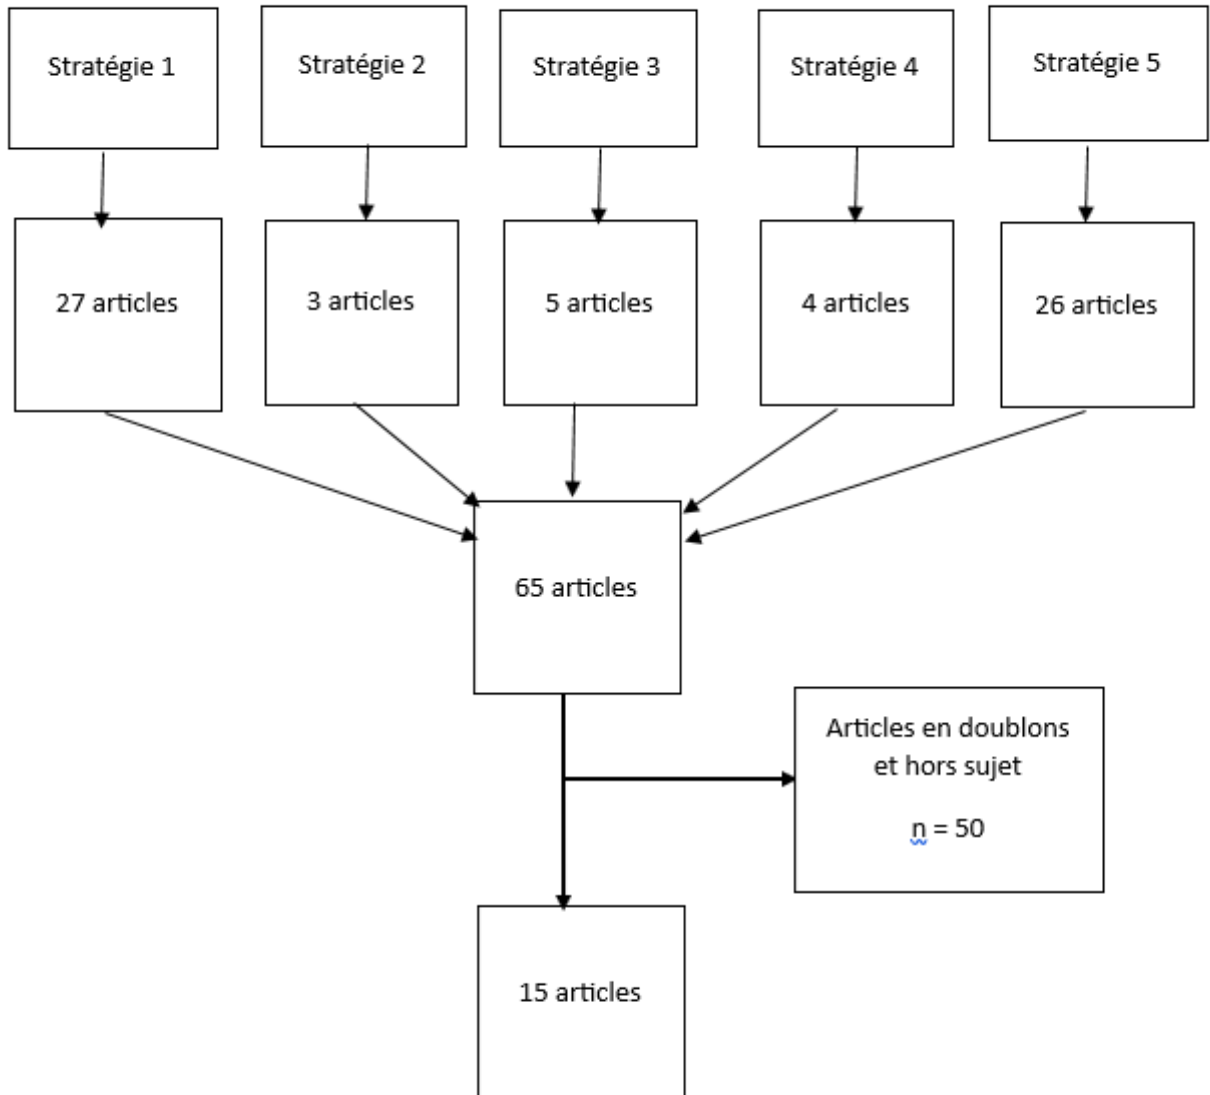 Stratégie 1
Stratégie 2
Stratégie 3
Stratégie 4
Stratégie 5
27 articles
3 articles
5 articles
4 articles
26 articles
65 articles
Articles en doublons
et hors sujet
n = 50
15 articles